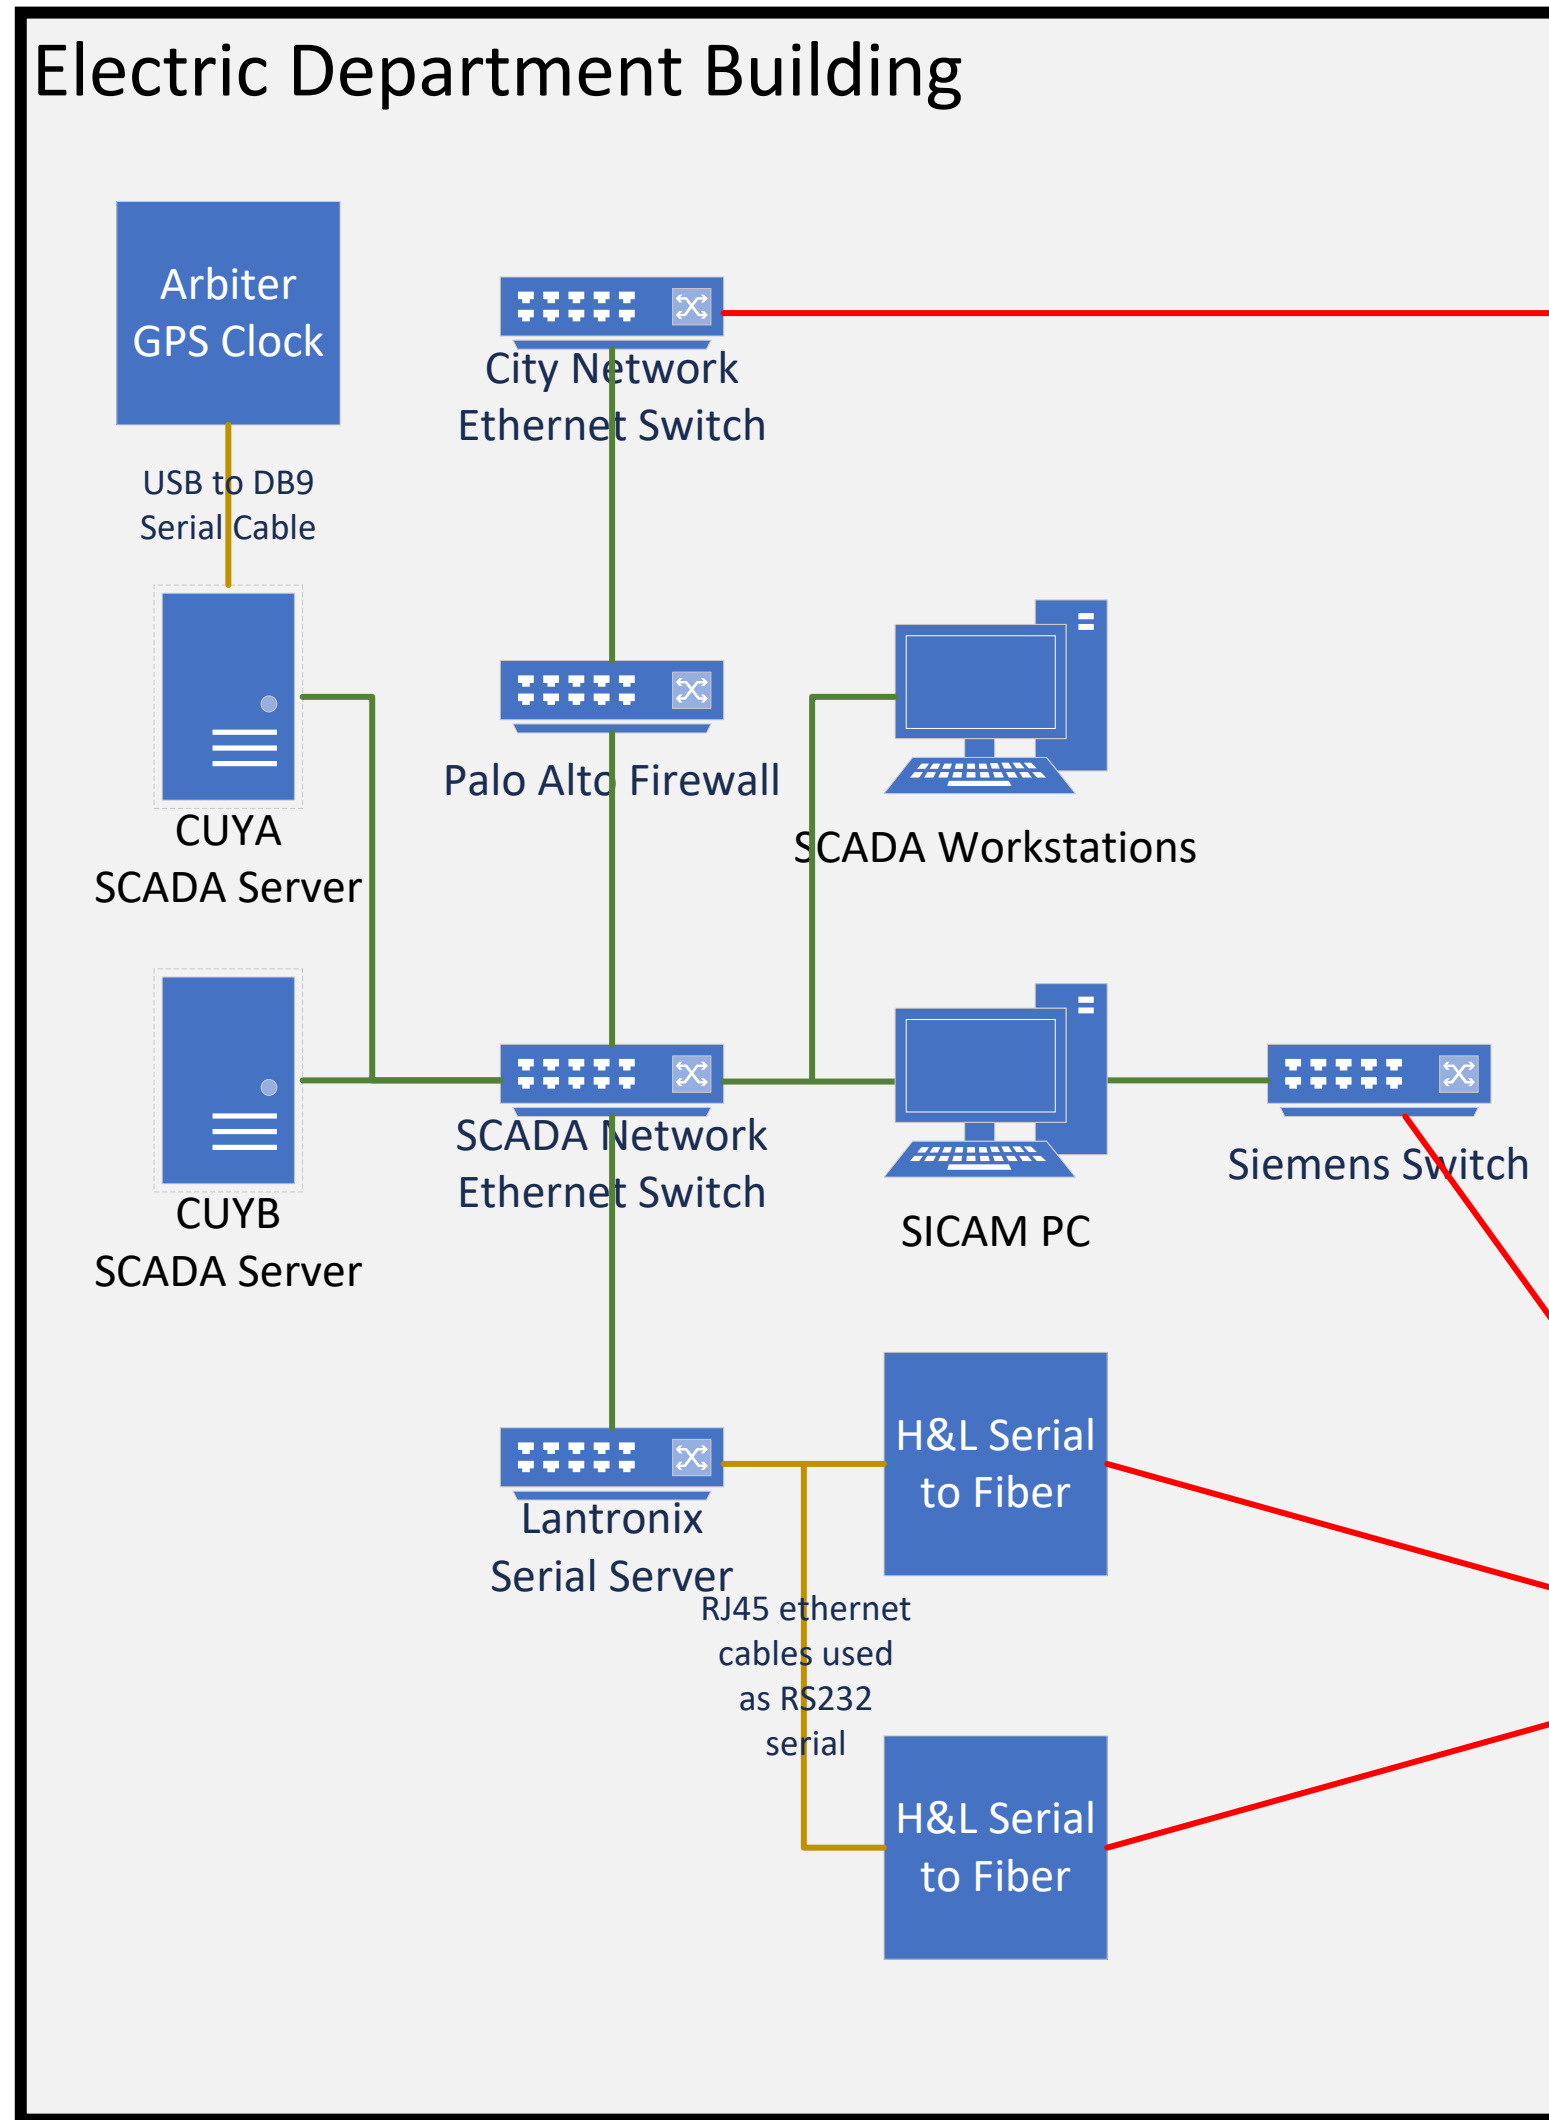 Electric Department Building
Arbiter
GPS Clock
City Network
Ethernet Switch
USB to DB9
Serial Cable
Palo Alto Firewall
CUYA
SCADA Server
SCADA Workstations
SCADA Network
Ethernet Switch
Siemens Switch
CUYB
SCADA Server
SICAM PC
H&L Serial
to Fiber
Lantronix
Serial Server
RJ45 ethernet
cables used
as RS232
serial
H&L Serial
to Fiber